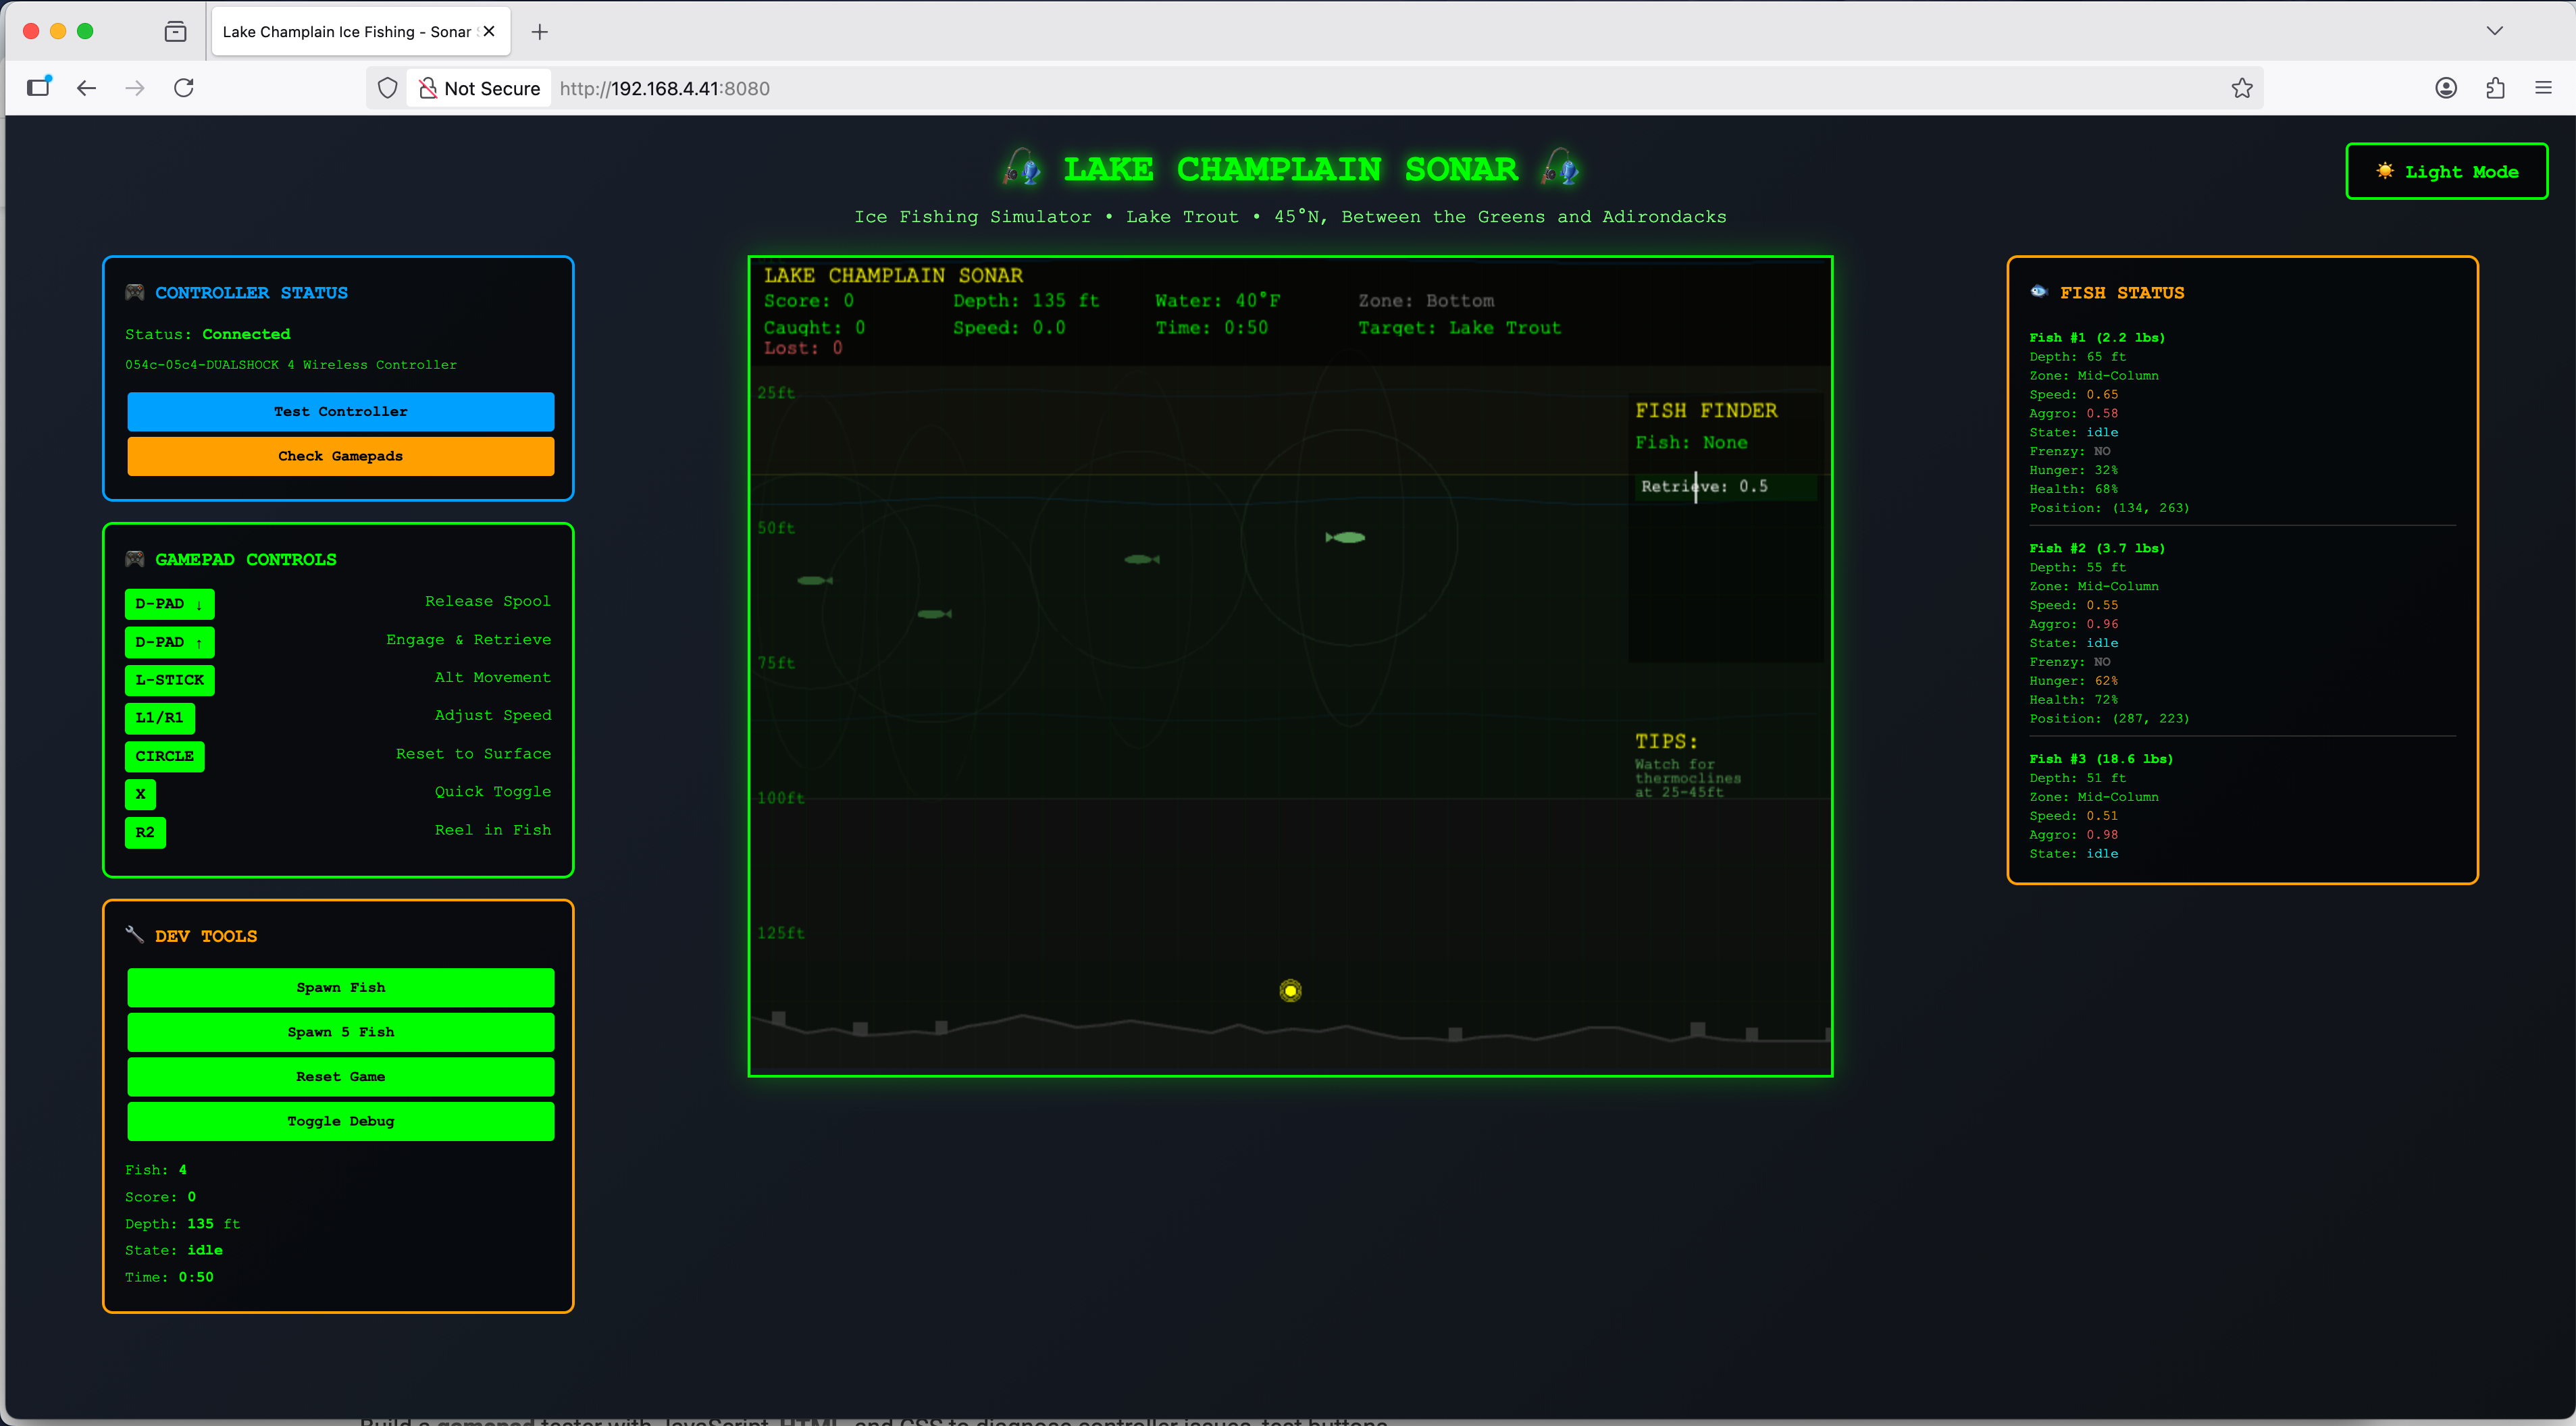 Lake Champlain Ice Fishing - Sonar
Not Secure
http://192.168.4.41:8080
LAKE CHAMPLAIN SONAR
Light Mode
Ice Fishing Simulator • Lake Trout • 45°N, Between the Greens and Adirondacks
CONTROLLER STATUS
Status: Connected
054c-05c4-DUALSHOCK 4 Wireless Controller
Test Controller
Check Gamepads
GAMEPAD CONTROLS
D-PAD ↓ Release Spool
D-PAD ↑ Engage & Retrieve
L-STICK Alt Movement
L1/R1 Adjust Speed
CIRCLE Reset to Surface
X Quick Toggle
R2 Reel in Fish
DEV TOOLS
Spawn Fish
Spawn 5 Fish
Reset Game
Toggle Debug
Fish: 4
Score: 0
Depth: 135 ft
State: idle
Time: 0:50
LAKE CHAMPLAIN SONAR
Score: 0 Depth: 135 ft Water: 40°F Zone: Bottom
Caught: 0 Speed: 0.0 Time: 0:50 Target: Lake Trout
Lost: 0
25ft
50ft
75ft
100ft
125ft
FISH FINDER
Fish: None
Retrieve: 0.5
TIPS:
Watch for
thermoclines
at 25-45ft
FISH STATUS
Fish #1 (2.2 lbs)
Depth: 65 ft
Zone: Mid-Column
Speed: 0.65
Aggro: 0.58
State: idle
Frenzy: NO
Hunger: 32%
Health: 68%
Position: (134, 263)
Fish #2 (3.7 lbs)
Depth: 55 ft
Zone: Mid-Column
Speed: 0.55
Aggro: 0.96
State: idle
Frenzy: NO
Hunger: 62%
Health: 72%
Position: (287, 223)
Fish #3 (18.6 lbs)
Depth: 51 ft
Zone: Mid-Column
Speed: 0.51
Aggro: 0.98
State: idle